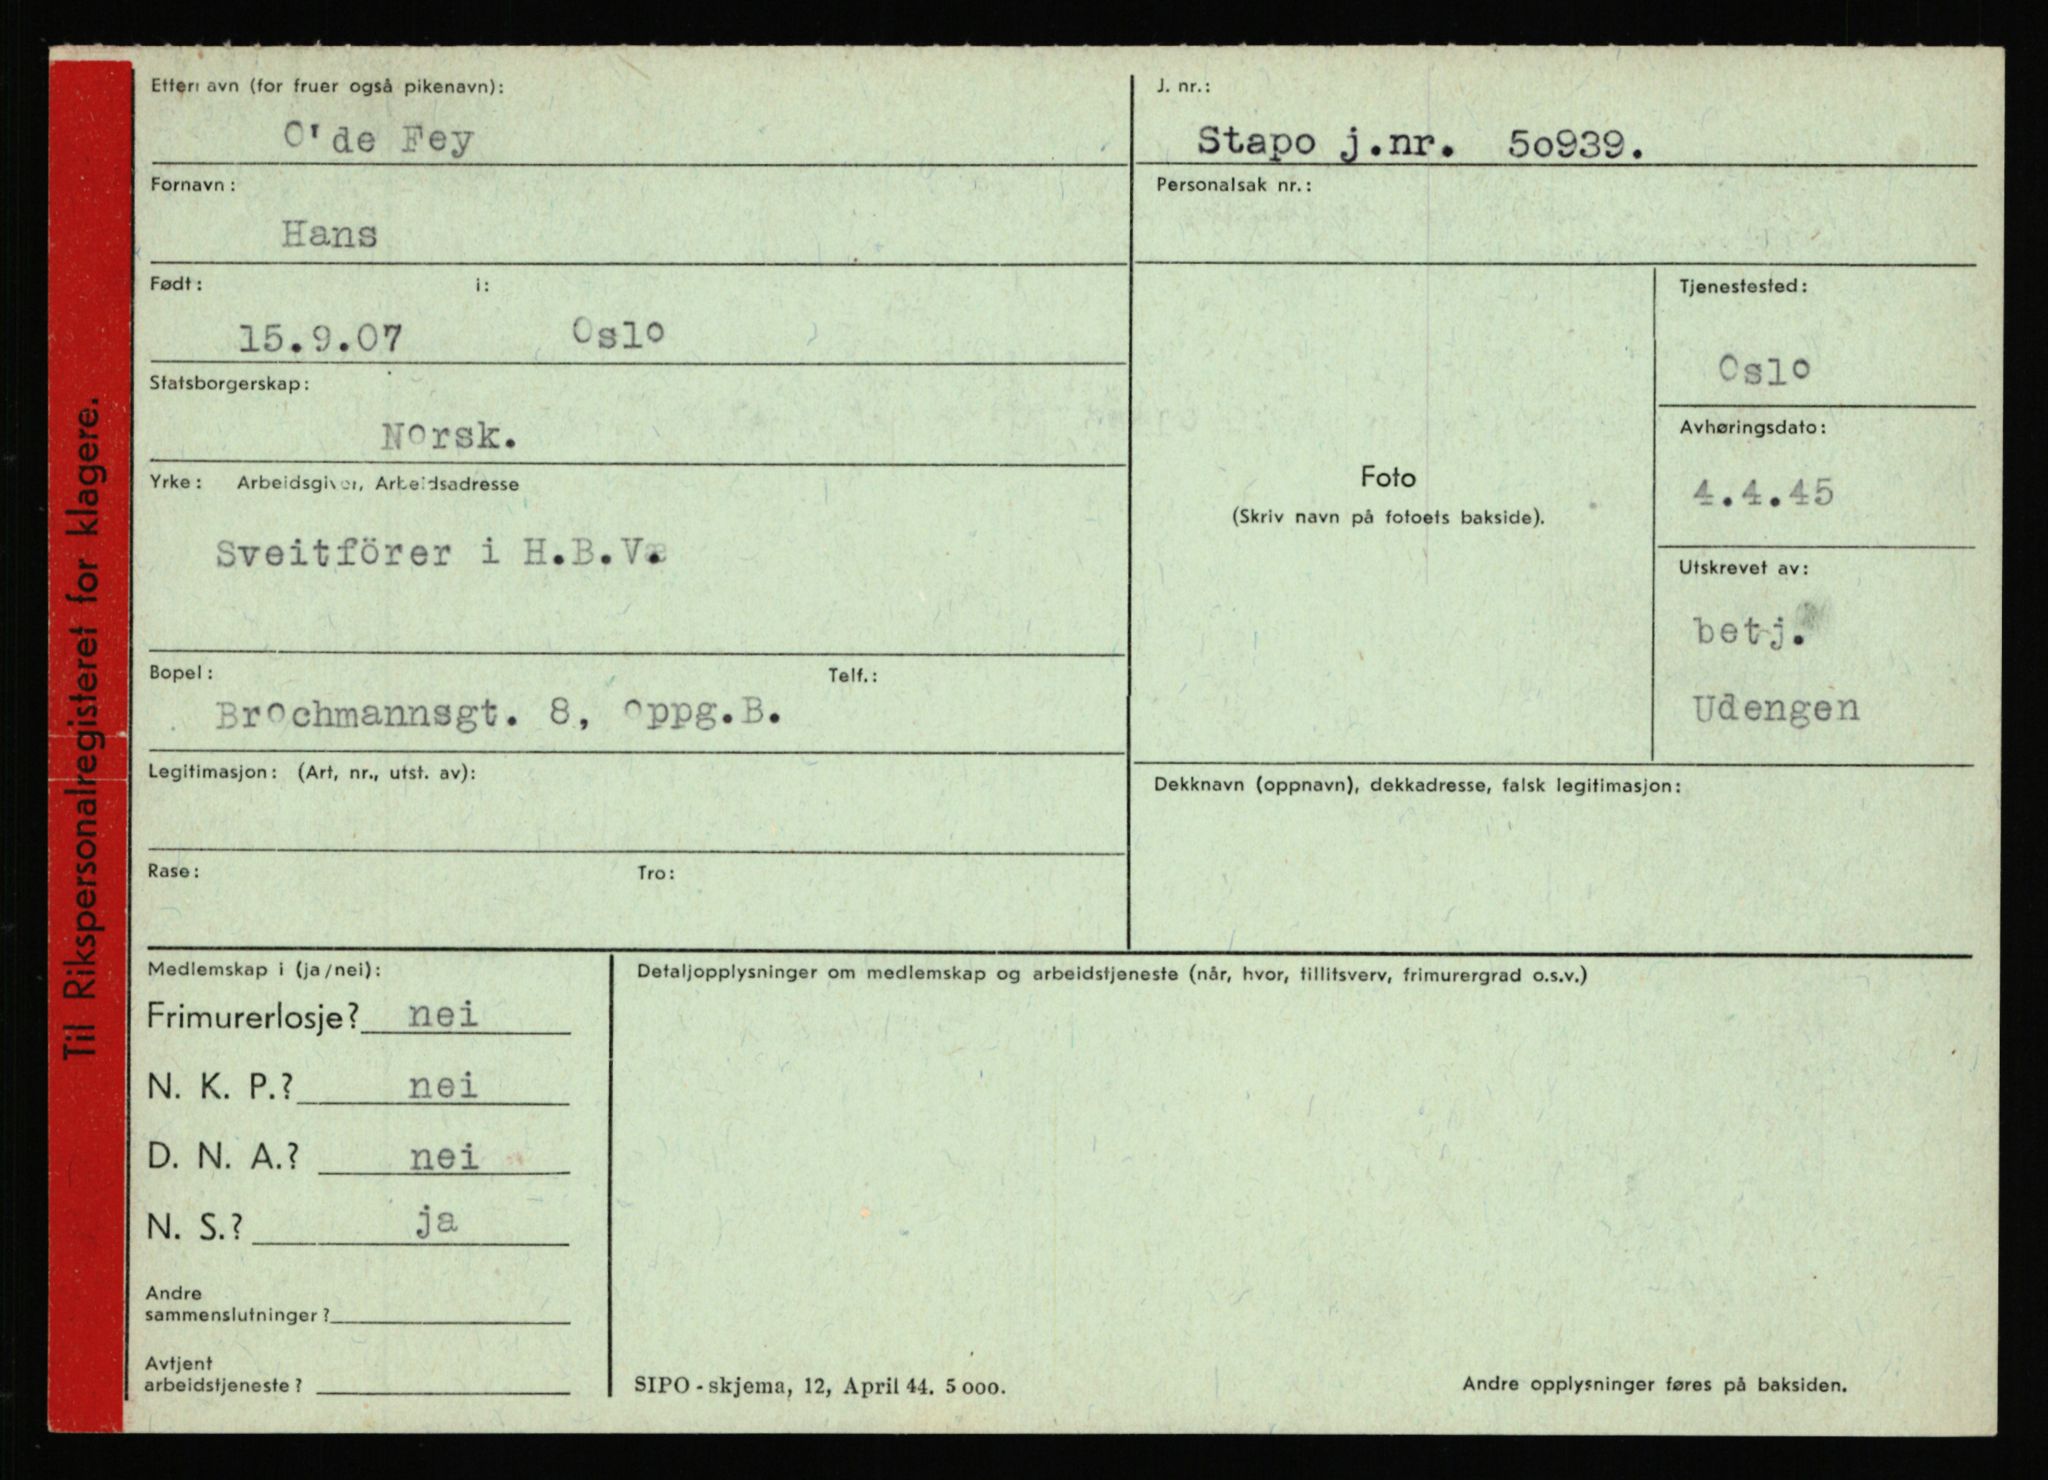 Til Rikspersonalregisteret for klagere.
Etternavn (for fruer også pikenavn):
O'de Fey
Fornavn:
Hans
Født: i:
15.9.07 Oslo
Statsborgerskap:
Norsk.
Yrke: Arbeidsgiver, Arbeidsadresse
Sveitförer i H.B.V.
Bopel: Telf.:
Brochmannsgt. 8, oppg.B.
Legitimasjon: (Art, nr., utst. av):
Rase: Tro:
J. nr.:
Stapo j.nr. 50939.
Personalsak nr.:
Foto
(Skriv navn på fotoets bakside).
Tjenestested:
Oslo
Avhøringsdato:
4.4.45
Utskrevet av:
betj.
Udengen
Dekknavn (oppnavn), dekkadresse, falsk legitimasjon:
Medlemskap i (ja/nei):
Frimurerlosje? nei
N. K. P.? nei
D. N. A.? nei
N. S.? ja
Andre
sammenslutninger?
Avtjent
arbeidstjeneste?
Detaljopplysninger om medlemskap og arbeidstjeneste (når, hvor, tillitsverv, frimurergrad o.s.v.)
SIPO - skjema, 12, April 44. 5 000.
Andre opplysninger føres på baksiden.